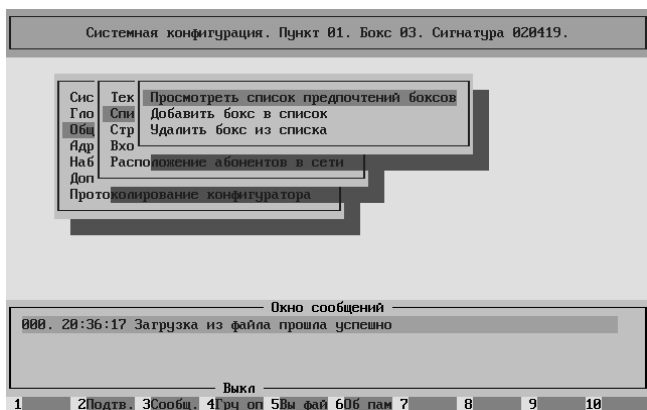 Системная конфигурация. Пункт 01. Бокс 03. Сигнатура 020419.
Сис Тек Просмотреть список предпочтений боксов
Гло Спи Добавить бокс в список
Общ Стр Удалить бокс из списка
Адр Вхо
Наб Расположение абонентов в сети
Доп
Протоколирование конфигуратора
Окно сообщений
000. 20:36:17 Загрузка из файла прошла успешно
Выкл
1 2Подтв. 3Сообщ. 4Грч оп 5Вы фай 6Об пам 7 8 9 10